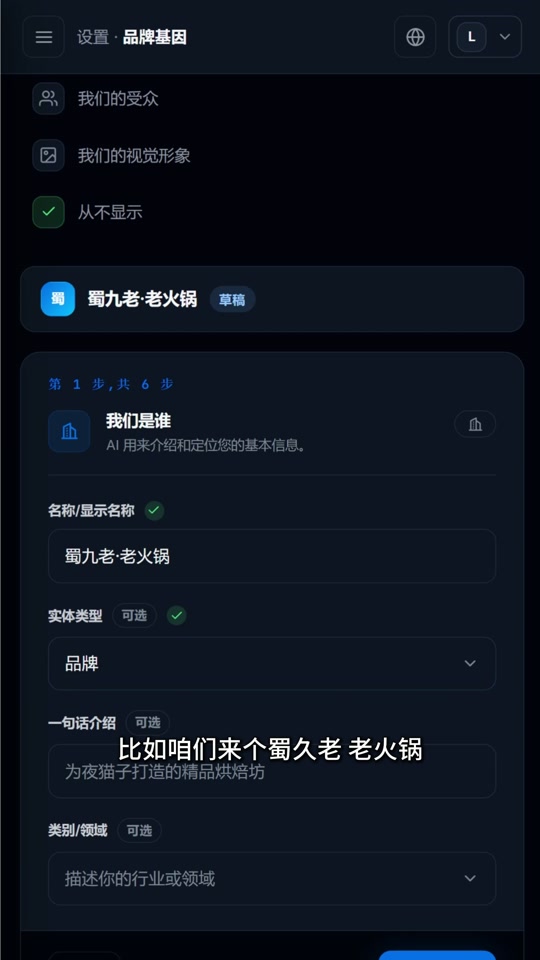 设置 · 品牌基因
L
我们的受众
我们的视觉形象
从不显示
蜀 蜀九老·老火锅 草稿
第 1 步,共 6 步
我们是谁
AI 用来介绍和定位您的基本信息。
名称/显示名称
蜀九老·老火锅
实体类型 可选
品牌
一句话介绍 可选
比如咱们来个蜀久老 老火锅
为夜猫子打造的精品烘焙坊
类别/领域 可选
描述你的行业或领域